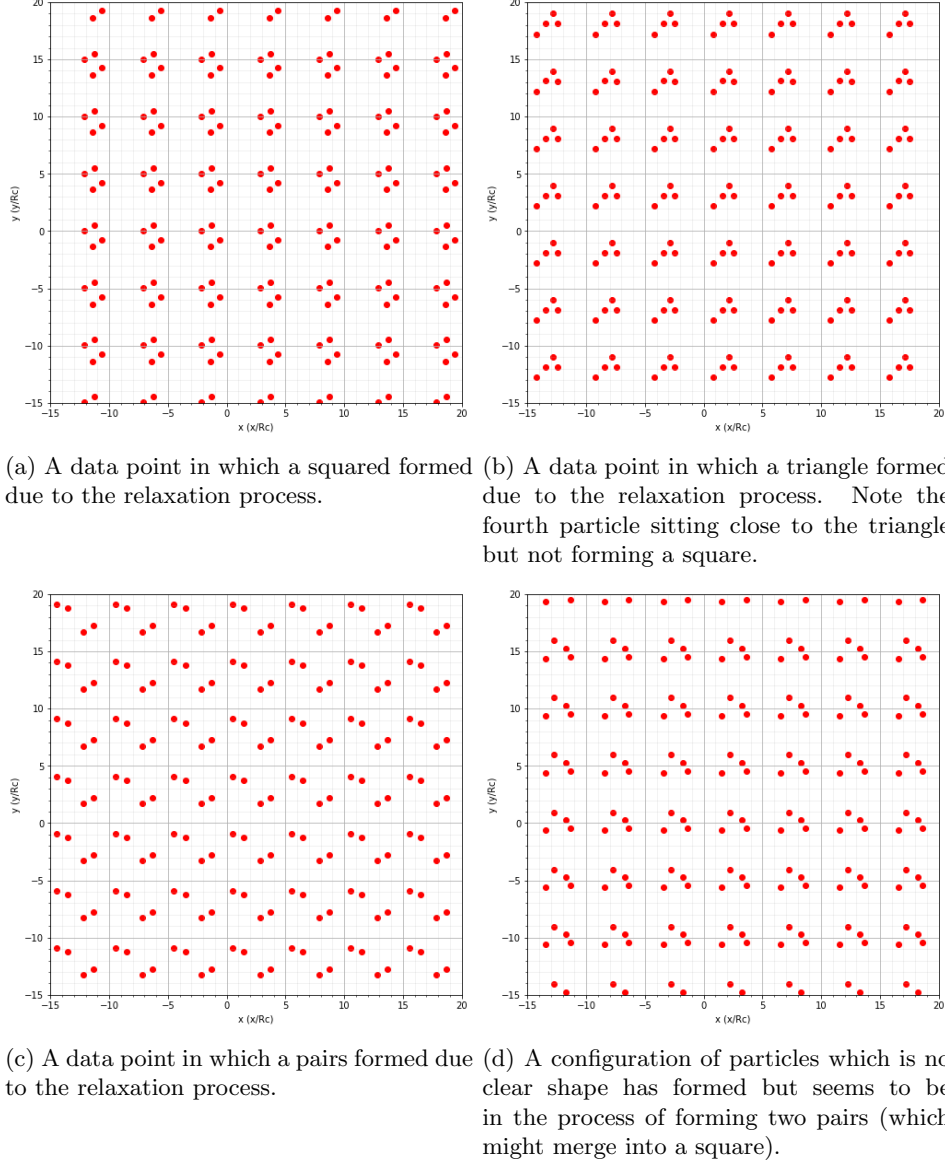 20
15
10
5
0
−5
−10
−15
y (y/Rc)
−15 −10 −5 0 5 10 15 20
x (x/Rc)
20
15
10
5
0
−5
−10
−15
y (y/Rc)
−15 −10 −5 0 5 10 15 20
x (x/Rc)
(a) A data point in which a squared formed
due to the relaxation process.
(b) A data point in which a triangle formed
due to the relaxation process. Note the
fourth particle sitting close to the triangle
but not forming a square.
20
15
10
5
0
−5
−10
−15
y (y/Rc)
−15 −10 −5 0 5 10 15 20
x (x/Rc)
20
15
10
5
0
−5
−10
−15
y (y/Rc)
−15 −10 −5 0 5 10 15 20
x (x/Rc)
(c) A data point in which a pairs formed due
to the relaxation process.
(d) A configuration of particles which is no
clear shape has formed but seems to be
in the process of forming two pairs (which
might merge into a square).